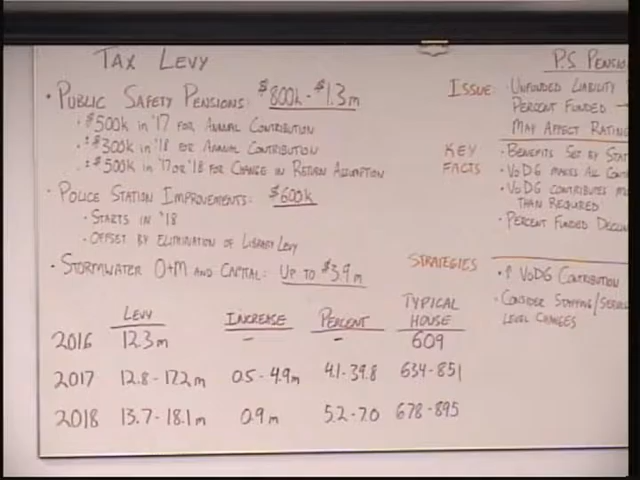 TAX LEVY
• PUBLIC SAFETY PENSIONS: $800K - $1.3M
• $500K IN '17 FOR ANNUAL CONTRIBUTION
• $300K IN '18 FOR ANNUAL CONTRIBUTION
• $500K IN '17 OR '18 FOR CHANGE IN RETURN ASSUMPTION
• POLICE STATION IMPROVEMENTS: $600K
• STARTS IN '18
• OFFSET BY ELIMINATION OF LIBRARY LEVY
• STORMWATER O+M AND CAPITAL: UP TO $3.9M
LEVY INCREASE PERCENT TYPICAL HOUSE
2016 12.3M - - 609
2017 12.8 - 17.2M 0.5 - 4.9M 4.1 - 39.8 634 - 851
2018 13.7 - 18.1M 0.9M 5.2 - 7.0 678 - 895
P.S. PENSIO
ISSUE UNFUNDED LIABILITY
PERCENT FUNDED
MAY AFFECT RATING
KEY FACTS
• BENEFITS SET BY STAT
• VODG MAKES ALL CONT
• VODG CONTRIBUTES M
THAN REQUIRED
• PERCENT FUNDED DECLI
STRATEGIES
• ↑ VODG CONTRIBUTION
• CONSIDER STAFFING/SERVI
LEVEL CHANGES